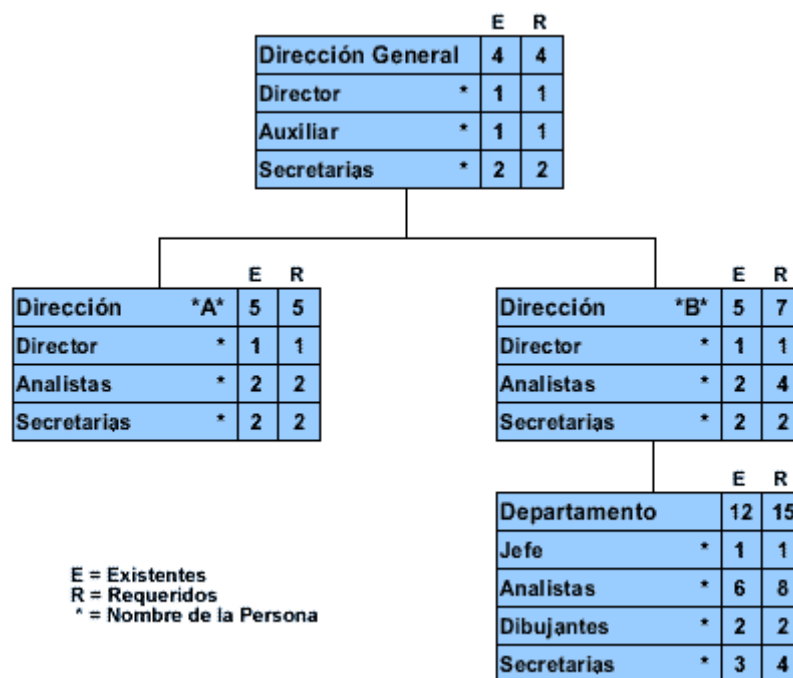 E R
Dirección General 4 4
Director * 1 1
Auxiliar * 1 1
Secretarias * 2 2
E R
Dirección *A* 5 5
Director * 1 1
Analistas * 2 2
Secretarias * 2 2
E R
Dirección *B* 5 7
Director * 1 1
Analistas * 2 4
Secretarias * 2 2
E R
Departamento 12 15
Jefe * 1 1
Analistas * 6 8
Dibujantes * 2 2
Secretarias * 3 4
E = Existentes
R = Requeridos
* = Nombre de la Persona